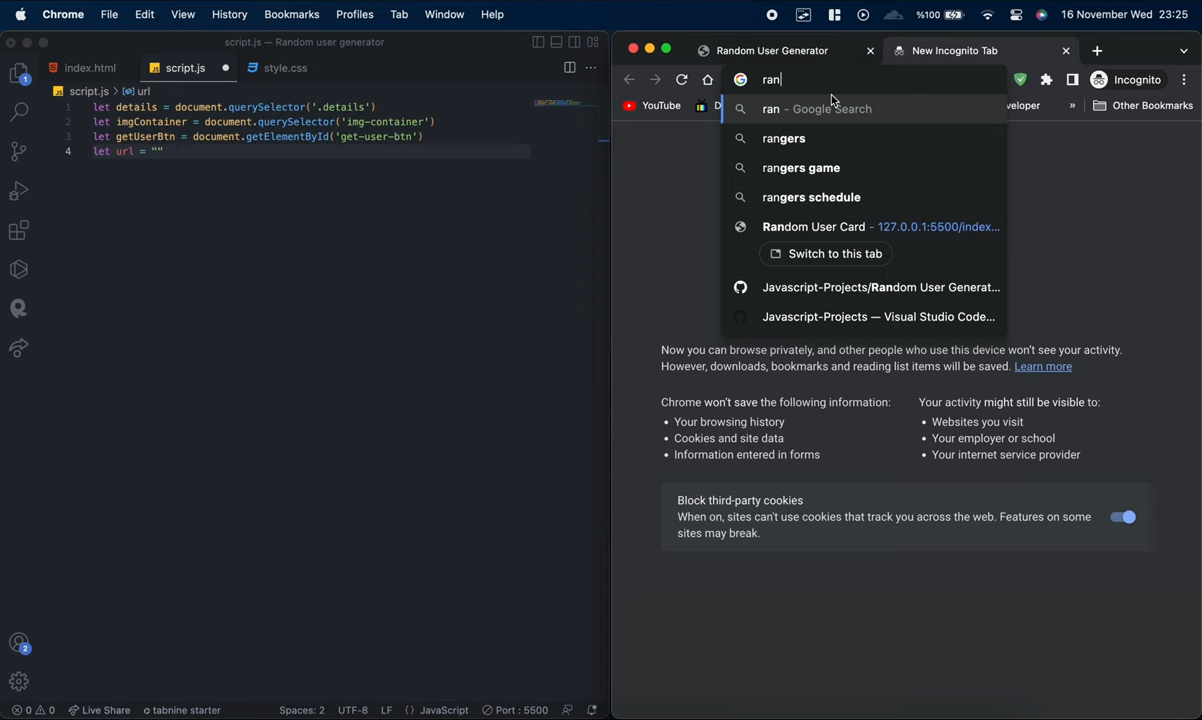 Chrome File Edit View History Bookmarks Profiles Tab Window Help %100 16 November Wed 23:25
script.js — Random user generator
index.html script.js style.css
script.js > url
1 let details = document.querySelector('.details')
2 let imgContainer = document.querySelector('img-container')
3 let getUserBtn = document.getElementById('get-user-btn')
4 let url = ""
1
2
0 0 Live Share tabnine starter Spaces: 2 UTF-8 LF {} JavaScript Port : 5500
Random User Generator New Incognito Tab
ran Incognito
YouTube D veloper » Other Bookmarks
ran - Google Search
rangers
rangers game
rangers schedule
Random User Card - 127.0.0.1:5500/index...
Switch to this tab
Javascript-Projects/Random User Generat...
Javascript-Projects — Visual Studio Code...
Now you can browse privately, and other people who use this device won't see your activity.
However, downloads, bookmarks and reading list items will be saved. Learn more
Chrome won't save the following information:
• Your browsing history
• Cookies and site data
• Information entered in forms
Your activity might still be visible to:
• Websites you visit
• Your employer or school
• Your internet service provider
Block third-party cookies
When on, sites can't use cookies that track you across the web. Features on some
sites may break.